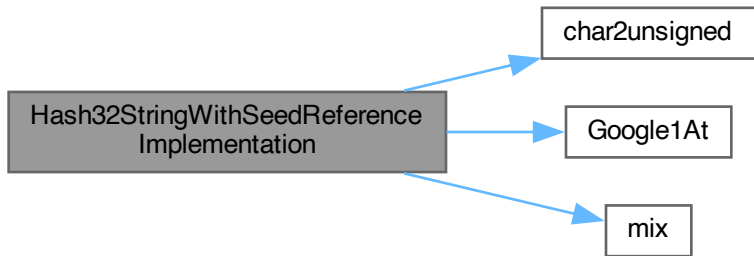 Hash32StringWithSeedReference
Implementation
char2unsigned
Google1At
mix